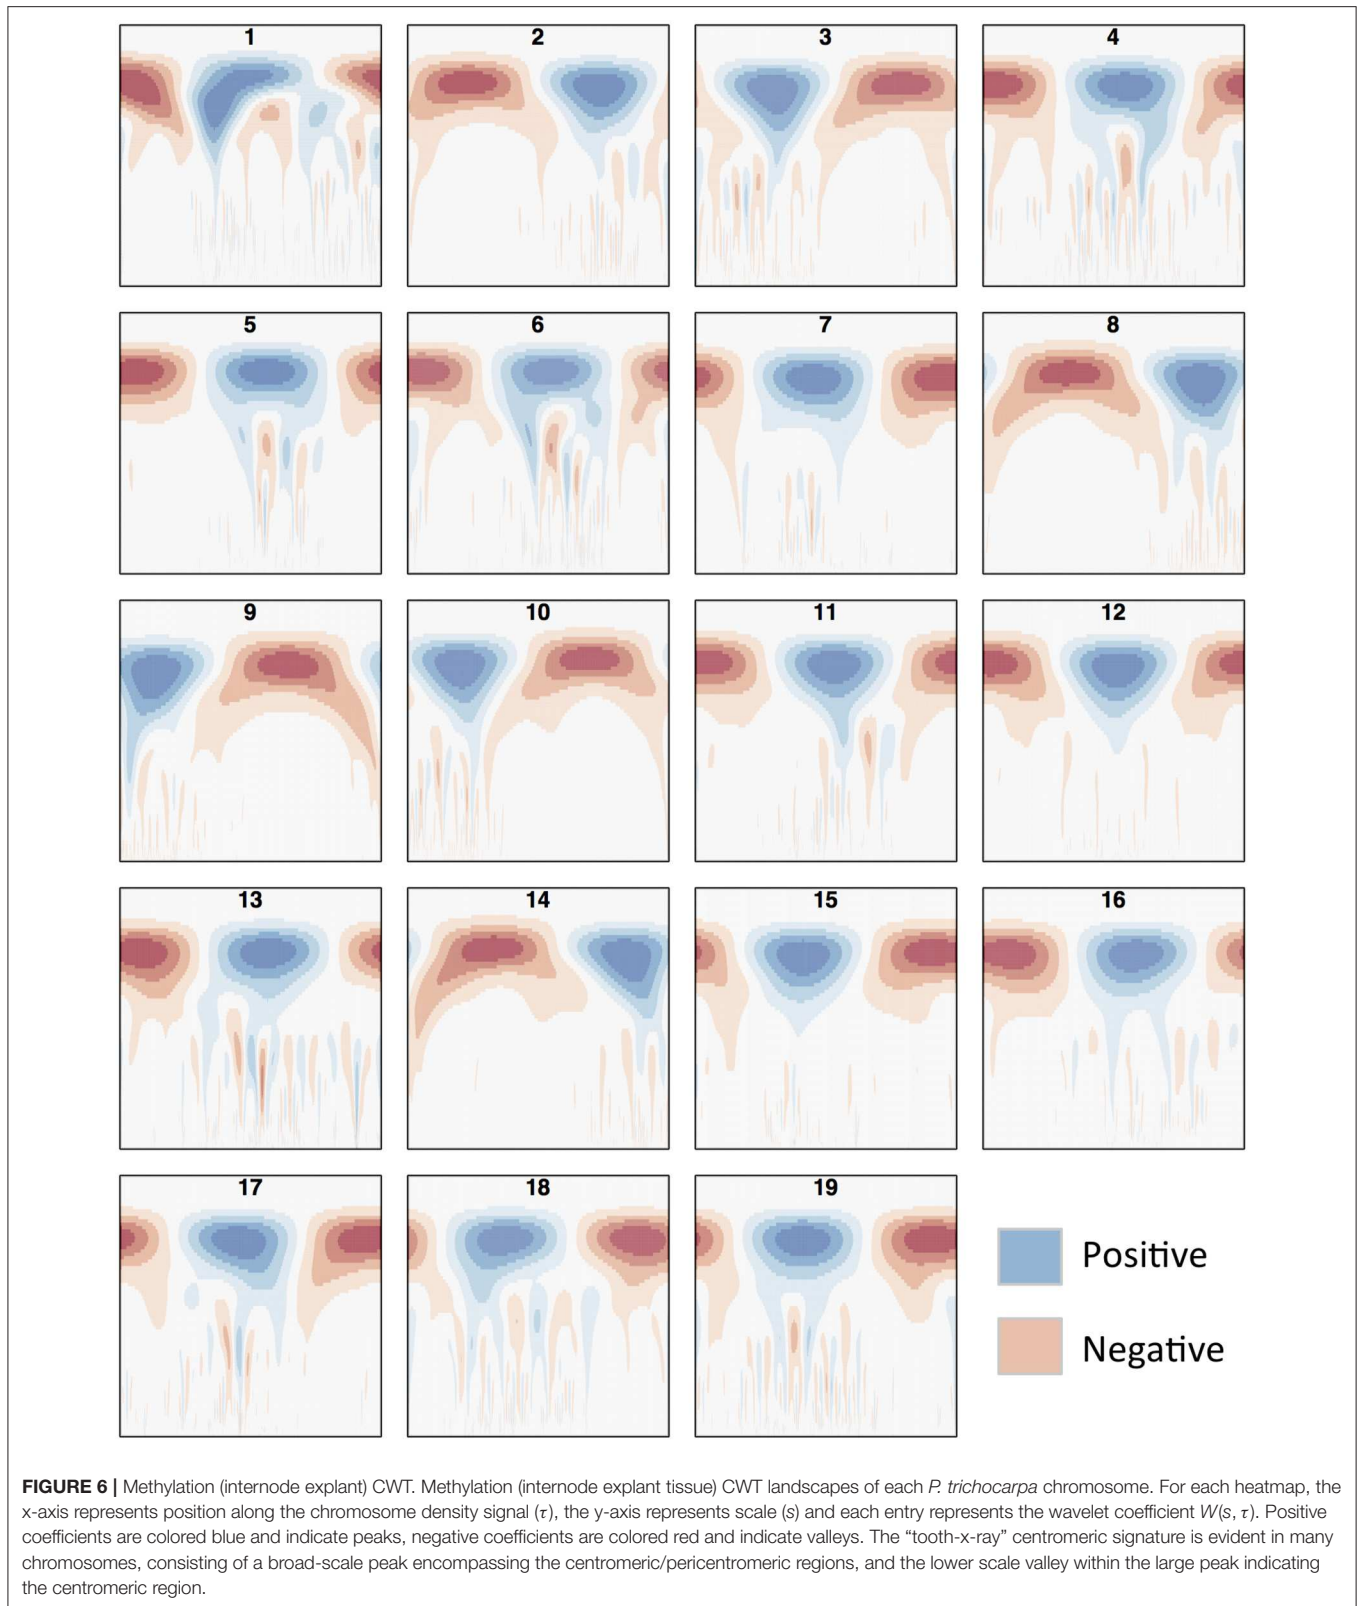 1 2 3 4
5 6 7 8
9 10 11 12
13 14 15 16
17 18 19
Positive
Negative
FIGURE 6 | Methylation (internode explant) CWT. Methylation (internode explant tissue) CWT landscapes of each P. trichocarpa chromosome. For each heatmap, the
x-axis represents position along the chromosome density signal (τ), the y-axis represents scale (s) and each entry represents the wavelet coefficient W(s, τ). Positive
coefficients are colored blue and indicate peaks, negative coefficients are colored red and indicate valleys. The “tooth-x-ray” centromeric signature is evident in many
chromosomes, consisting of a broad-scale peak encompassing the centromeric/pericentromeric regions, and the lower scale valley within the large peak indicating
the centromeric region.